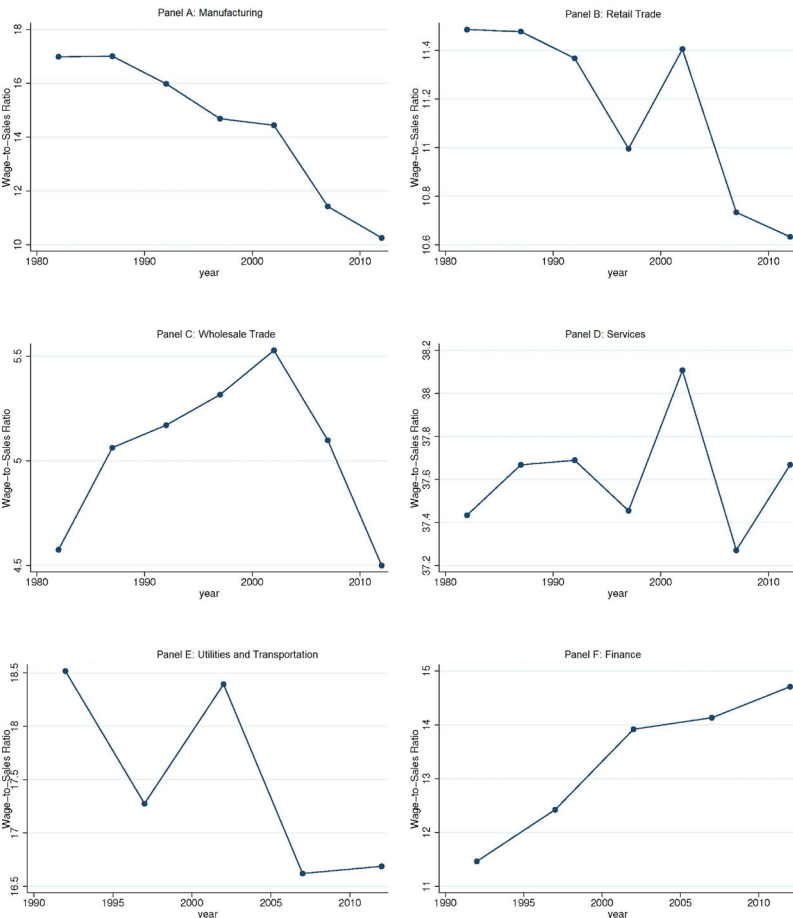 Panel A: Manufacturing
Wage−to−Sales Ratio
18
16
14
12
10
1980 1990 2000 2010
year
Panel B: Retail Trade
Wage−to−Sales Ratio
11.4
11.2
11
10.8
10.6
1980 1990 2000 2010
year
Panel C: Wholesale Trade
Wage−to−Sales Ratio
5.5
5
4.5
1980 1990 2000 2010
year
Panel D: Services
Wage−to−Sales Ratio
38.2
38
37.8
37.6
37.4
37.2
1980 1990 2000 2010
year
Panel E: Utilities and Transportation
Wage−to−Sales Ratio
18.5
18
17.5
17
16.5
1990 1995 2000 2005 2010
year
Panel F: Finance
Wage−to−Sales Ratio
15
14
13
12
11
1990 1995 2000 2005 2010
year